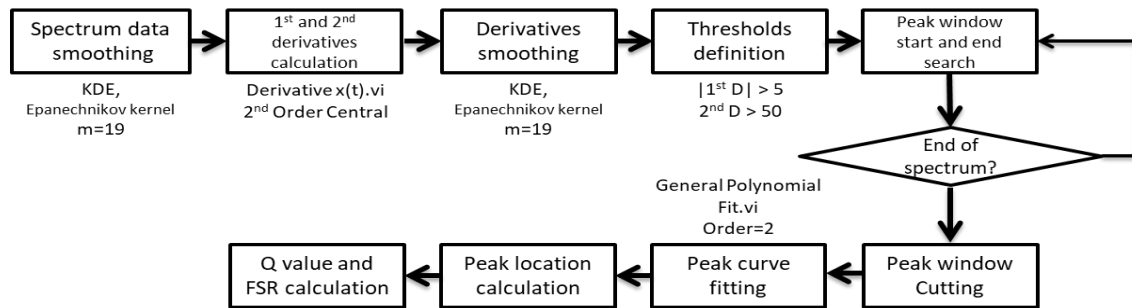 Spectrum data
smoothing
1st and 2nd
derivatives
calculation
Derivatives
smoothing
Thresholds
definition
Peak window
start and end
search
KDE,
Epanechnikov kernel
m=19
Derivative x(t).vi
2nd Order Central
KDE,
Epanechnikov kernel
m=19
|1st D| > 5
2nd D > 50
End of
spectrum?
General Polynomial
Fit.vi
Order=2
Q value and
FSR calculation
Peak location
calculation
Peak curve
fitting
Peak window
Cutting